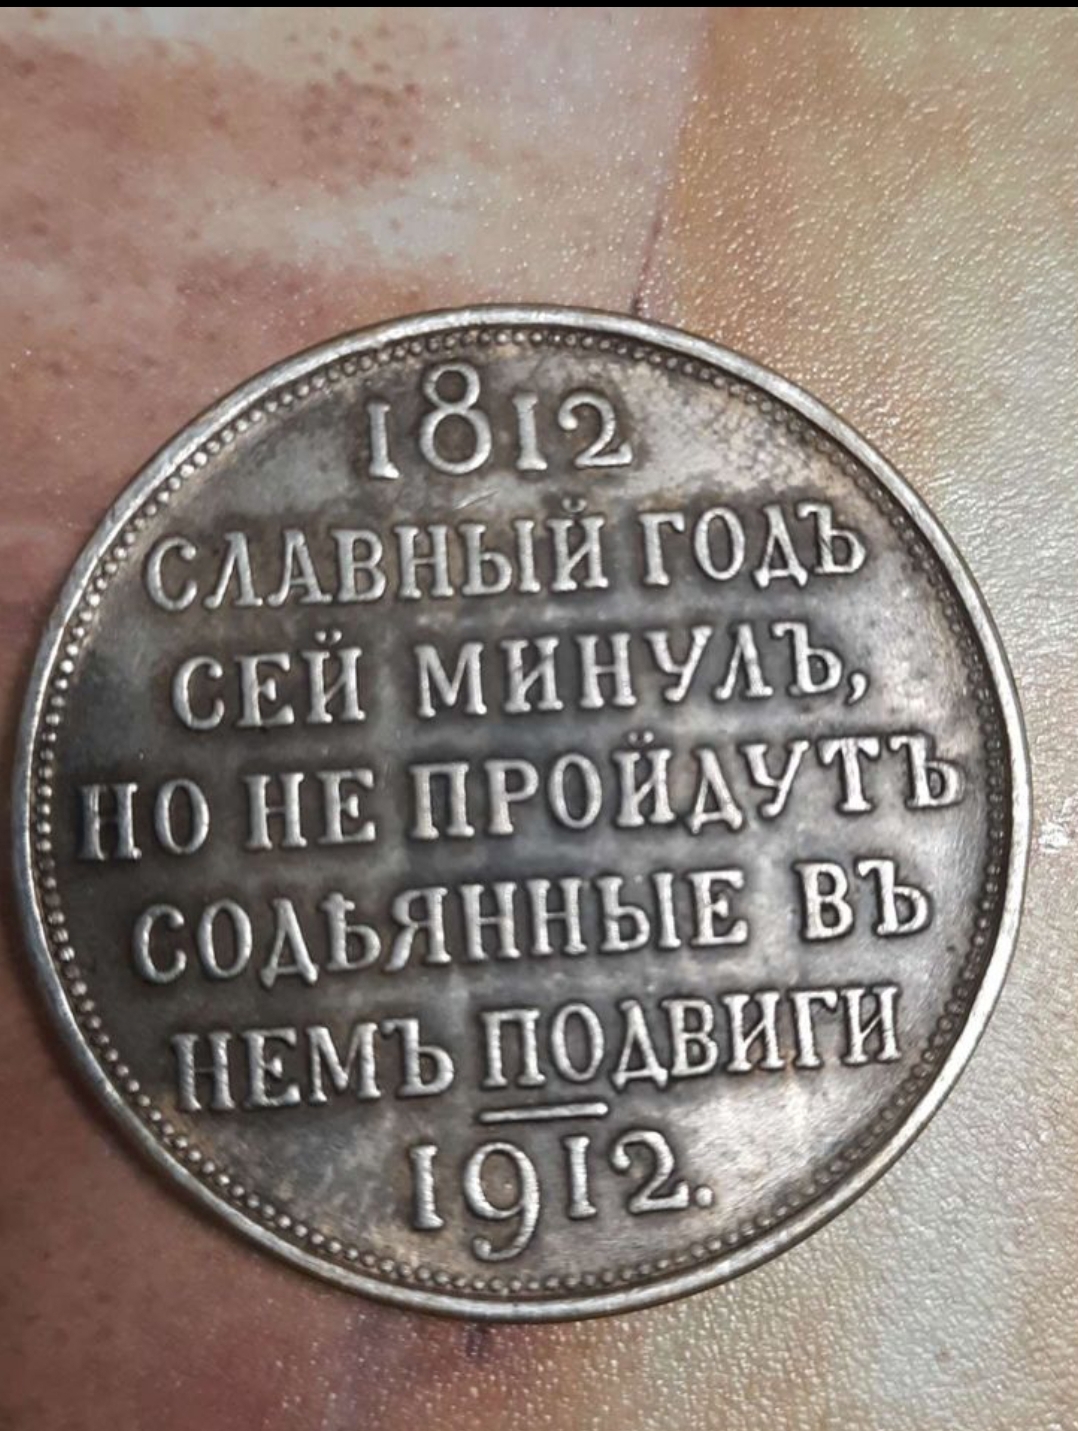 1812
СЛАВНЫЙ ГОДЪ
СЕЙ МИНУЛЪ,
НО НЕ ПРОЙДУТЪ
СОДѢЯННЫЕ ВЪ
НЕМЪ ПОДВИГИ
1912.